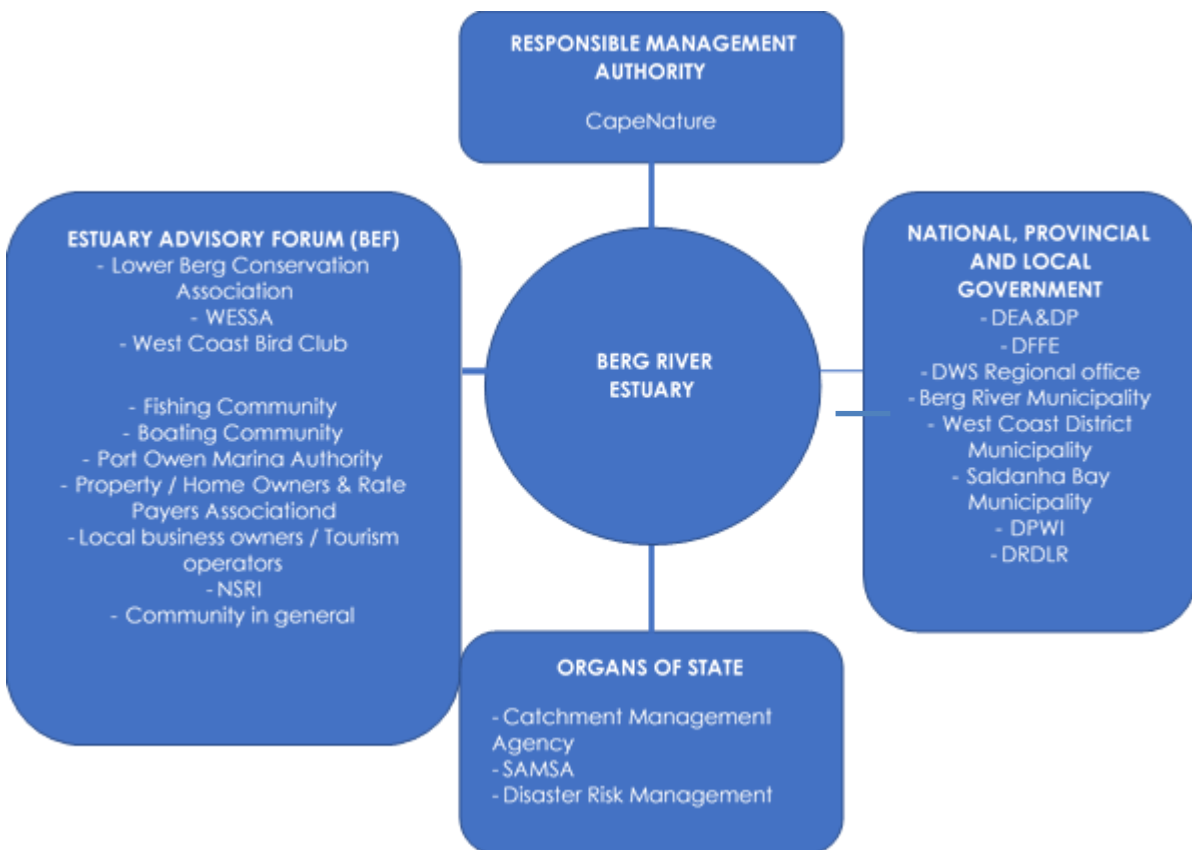 RESPONSIBLE MANAGEMENT
AUTHORITY
CapeNature
ESTUARY ADVISORY FORUM (BEF)
- Lower Berg Conservation
Association
- WESSA
- West Coast Bird Club
- Fishing Community
- Boating Community
- Port Owen Marina Authority
- Property / Home Owners & Rate
Payers Associationd
- Local business owners / Tourism
operators
- NSRI
- Community in general
BERG RIVER
ESTUARY
NATIONAL, PROVINCIAL
AND LOCAL
GOVERNMENT
- DEA&DP
- DFFE
- DWS Regional office
- Berg River Municipality
- West Coast District
Municipality
- Saldanha Bay
Municipality
- DPWI
- DRDLR
ORGANS OF STATE
- Catchment Management
Agency
- SAMSA
- Disaster Risk Management